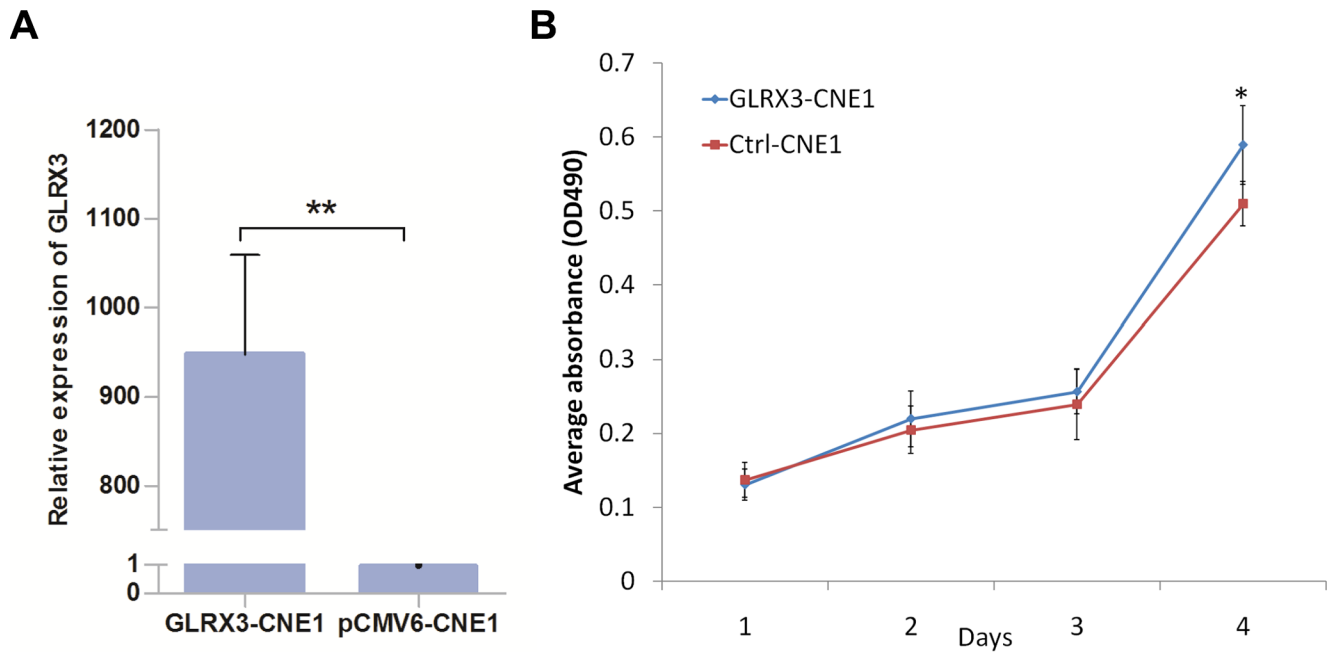 A
Relative expression of GLRX3
1200
1100
1000
900
800
1
0
**
GLRX3-CNE1
pCMV6-CNE1
B
Average absorbance (OD490)
0.7
0.6
0.5
0.4
0.3
0.2
0.1
0
GLRX3-CNE1
Ctrl-CNE1
*
1
2
3
4
Days